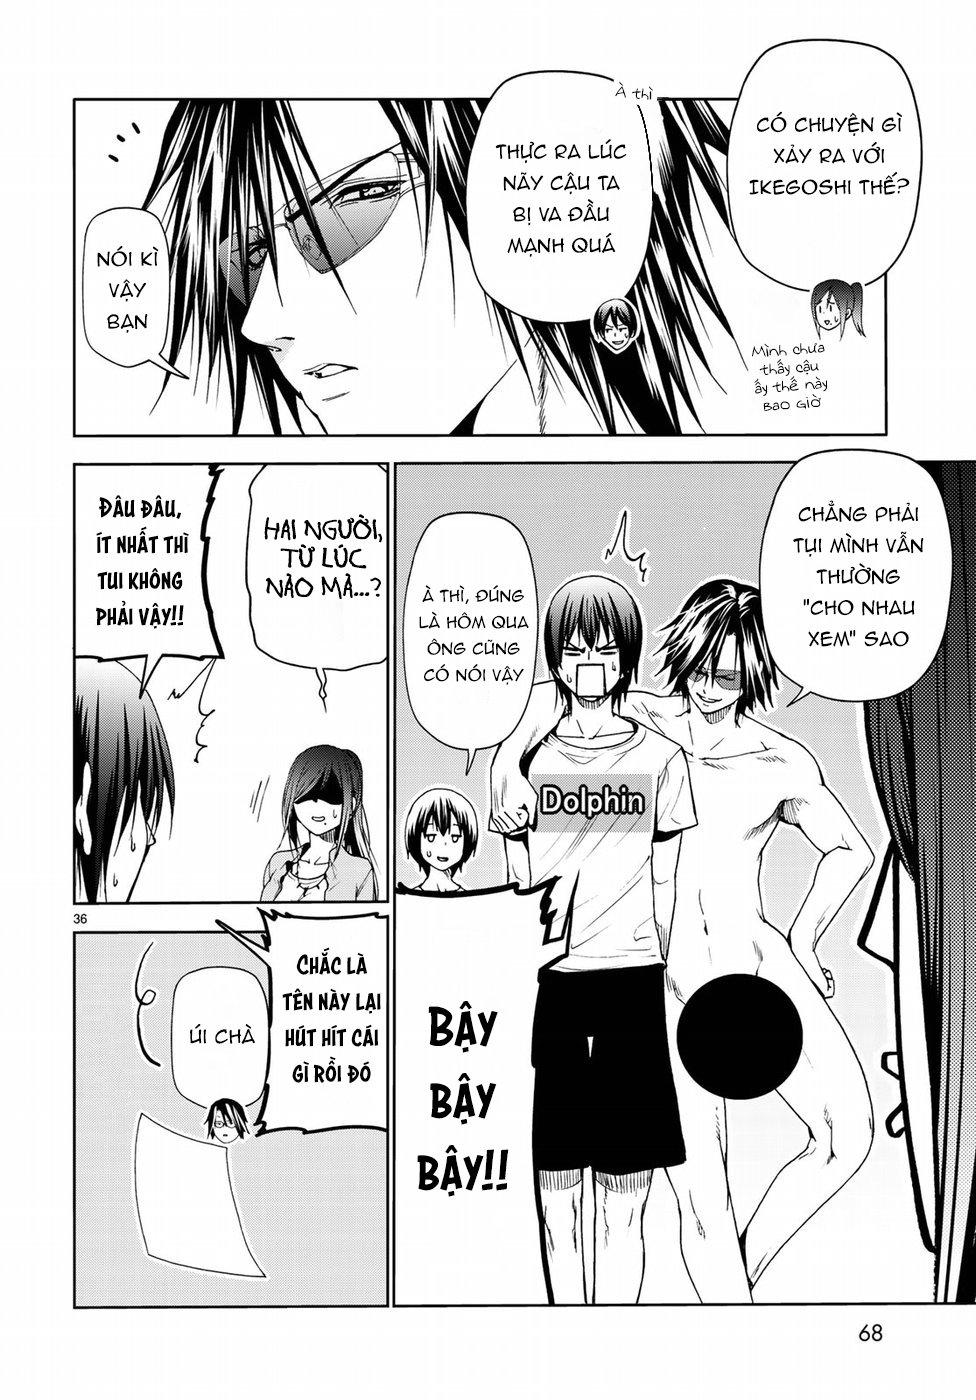 CÓ CHUYỆN GÌ
XẢY RA VỚI
IKEGOSHI THẾ?
Mình chưa
thấy cậu
ấy thế này
bao giờ
À thì
THỰC RA LÚC
NÃY CẬU TA
BỊ VA ĐẦU
MẠNH QUÁ
NÓI KÌ
VẬY
BẠN
CHẲNG PHẢI
TỤI MÌNH VẪN
THƯỜNG
"CHO NHAU
XEM" SAO
À THÌ, ĐÚNG
LÀ HÔM QUA
ÔNG CŨNG
CÓ NÓI VẬY
Dolphin
BẬY
BẬY
BẬY!!
HAI NGƯỜI,
TỪ LÚC
NÀO MÀ...?
ĐÂU ĐÂU,
ÍT NHẤT THÌ
TUI KHÔNG
PHẢI VẬY!!
36
CHẮC LÀ
TÊN NÀY LẠI
HÚT HÍT CÁI
GÌ RỒI ĐÓ
ÚI CHÀ
68